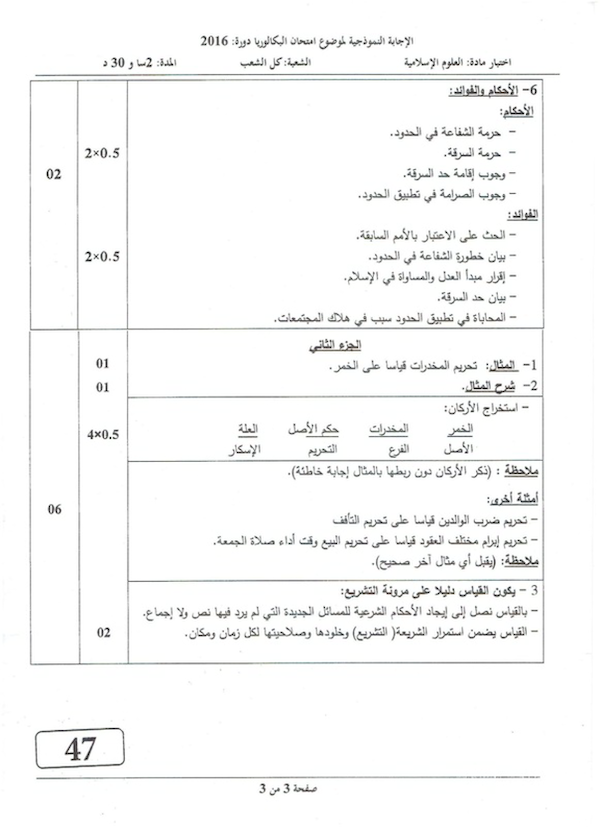 الإجابة النموذجية لموضوع امتحان البكالوريا دورة: 2016
اختبار مادة: العلوم الإسلامية الشعبة: كل الشعب المدة: 2سا و 30 د
6- الأحكام والفوائد:
الأحكام:
- حرمة الشفاعة في الحدود.
- حرمة السرقة. 2×0.5
- وجوب إقامة حد السرقة. 02
- وجوب الصرامة في تطبيق الحدود.
الفوائد:
- الحث على الاعتبار بالأمم السابقة.
- بيان خطورة الشفاعة في الحدود. 2×0.5
- إقرار مبدأ العدل والمساواة في الإسلام.
- بيان حد السرقة.
- المحاباة في تطبيق الحدود سبب في هلاك المجتمعات.
الجزء الثاني
1- المثال: تحريم المخدرات قياسا على الخمر. 01
2- شرح المثال. 01
- استخراج الأركان:
الخمر المخدرات حكم الأصل العلة 4×0.5
الأصل الفرع التحريم الإسكار
ملاحظة : (ذكر الأركان دون ربطها بالمثال إجابة خاطئة).
أمثلة أخرى: 06
- تحريم ضرب الوالدين قياسا على تحريم التأفف
- تحريم إبرام مختلف العقود قياسا على تحريم البيع وقت أداء صلاة الجمعة.
ملاحظة: (يقبل أي مثال آخر صحيح).
3 - يكون القياس دليلا على مرونة التشريع:
- بالقياس نصل إلى إيجاد الأحكام الشرعية للمسائل الجديدة التي لم يرد فيها نص ولا إجماع.
- القياس يضمن استمرار الشريعة( التشريع) وخلودها وصلاحيتها لكل زمان ومكان. 02
47
صفحة 3 من 3